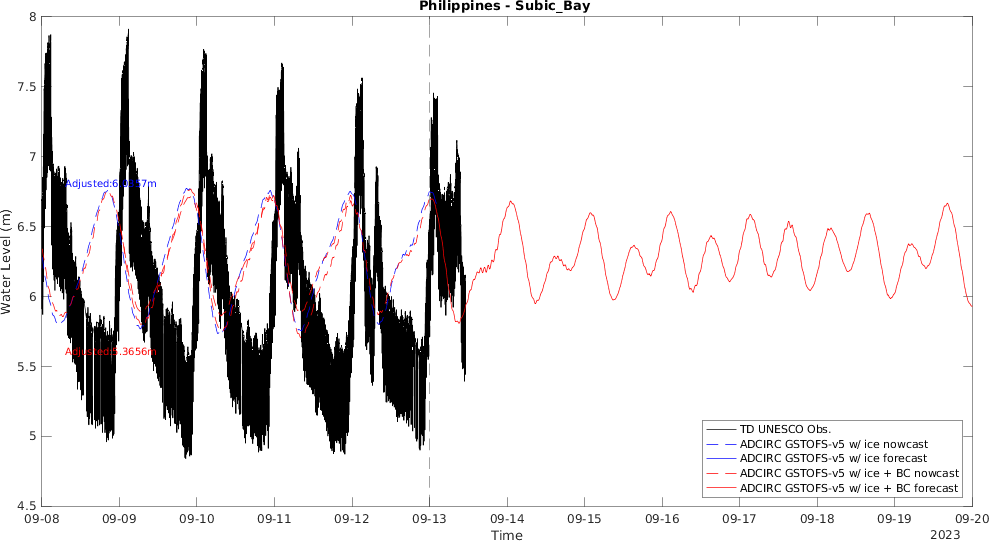 Philippines - Subic_Bay
Water Level (m)
8
7.5
7
6.5
6
5.5
5
4.5
09-08
09-09
09-10
09-11
09-12
09-13
09-14
09-15
09-16
09-17
09-18
09-19
09-20
Time
2023
TD UNESCO Obs.
ADCIRC GSTOFS-v5 w/ ice nowcast
ADCIRC GSTOFS-v5 w/ ice forecast
ADCIRC GSTOFS-v5 w/ ice + BC nowcast
ADCIRC GSTOFS-v5 w/ ice + BC forecast